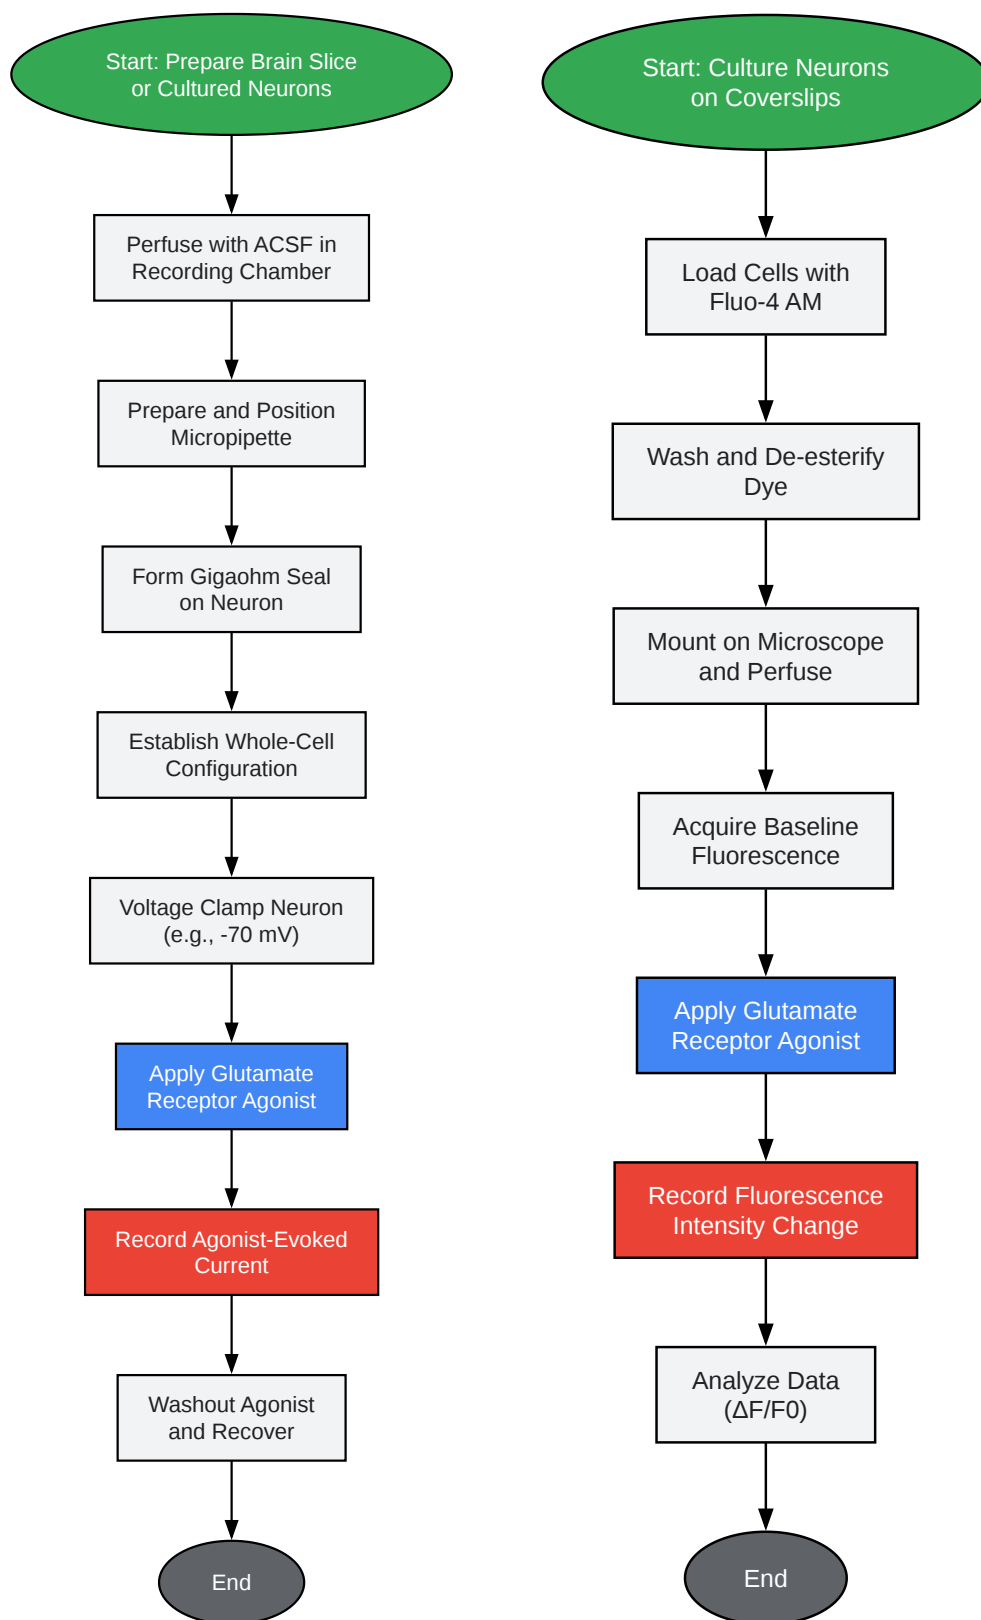 Start: Prepare Brain Slice
or Cultured Neurons
Perfuse with ACSF in
Recording Chamber
Prepare and Position
Micropipette
Form Gigaohm Seal
on Neuron
Establish Whole-Cell
Configuration
Voltage Clamp Neuron
(e.g., -70 mV)
Apply Glutamate
Receptor Agonist
Record Agonist-Evoked
Current
Washout Agonist
and Recover
End
Start: Culture Neurons
on Coverslips
Load Cells with
Fluo-4 AM
Wash and De-esterify
Dye
Mount on Microscope
and Perfuse
Acquire Baseline
Fluorescence
Apply Glutamate
Receptor Agonist
Record Fluorescence
Intensity Change
Analyze Data
(ΔF/F0)
End